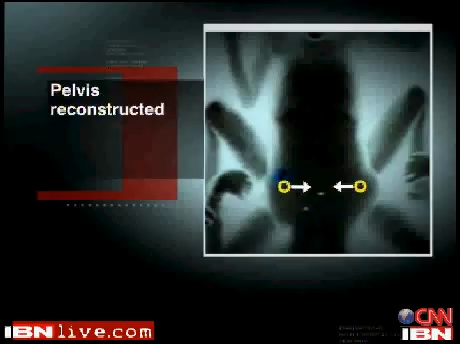 Pelvis
reconstructed
IBNlive.com
CNN
IBN